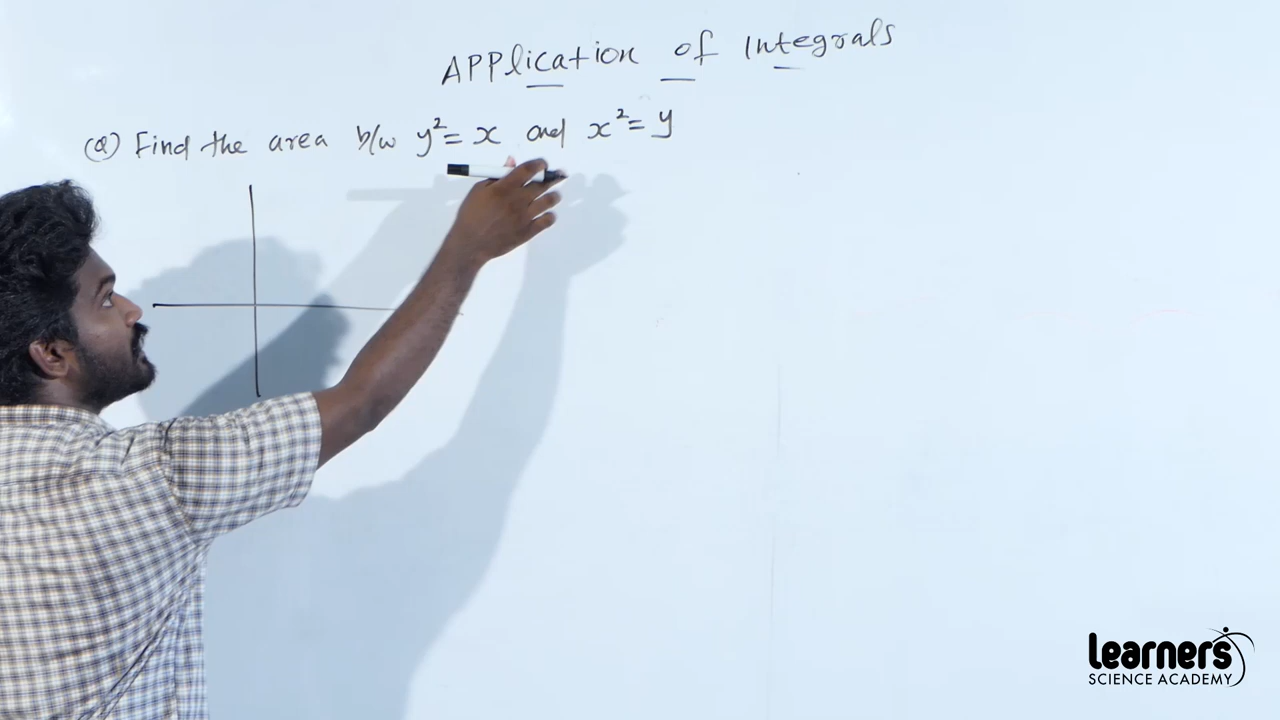 Application of Integrals
(Q) Find the area b/w y² = x and x² = y
Learners
SCIENCE ACADEMY